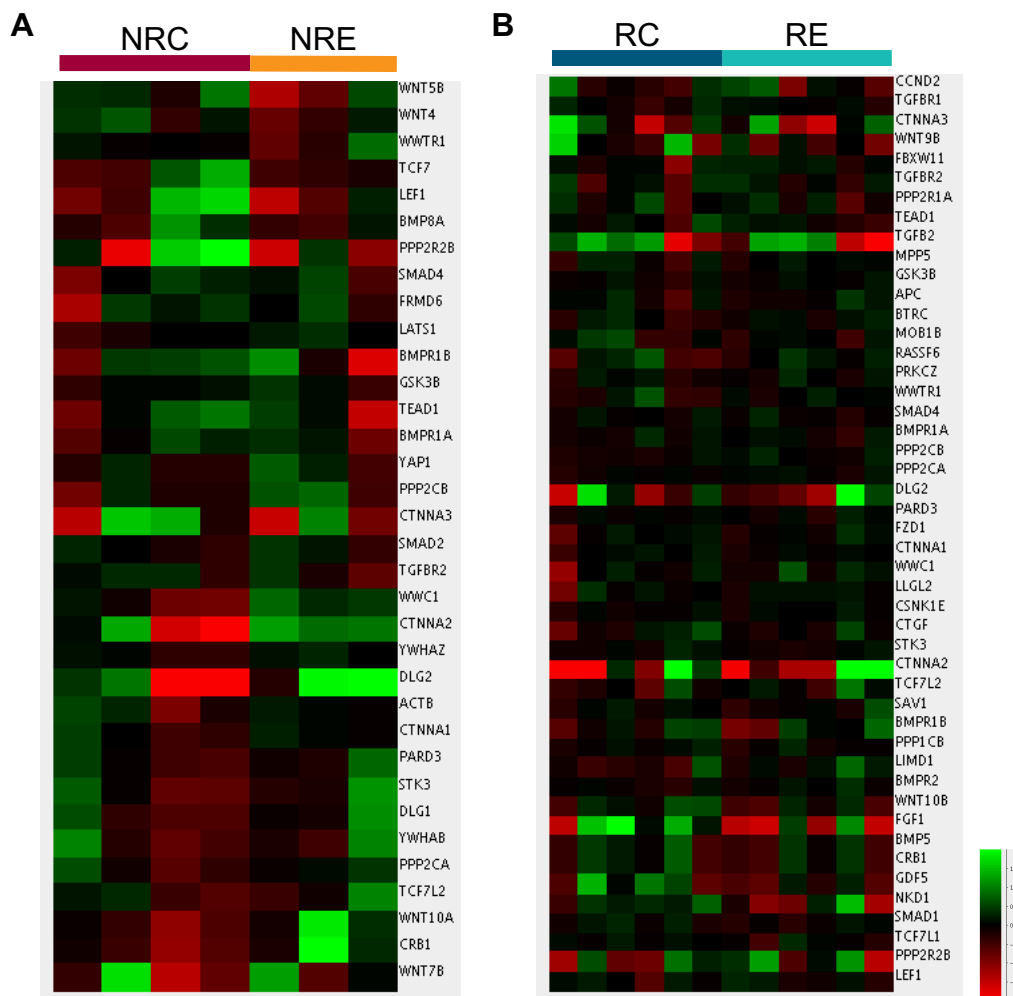 A
NRC
NRE
WNT5B
WNT4
WWTR1
TCF7
LEF1
BMP8A
PPP2R2B
SMAD4
FRMD6
LATS1
BMPR1B
GSK3B
TEAD1
BMPR1A
YAP1
PPP2CB
CTNNA3
SMAD2
TGFBR2
WWC1
CTNNA2
YWHAZ
DLG2
ACTB
CTNNA1
PARD3
STK3
DLG1
YWHAB
PPP2CA
TCF7L2
WNT10A
CRB1
WNT7B
B
RC
RE
CCND2
TGFBR1
CTNNA3
WNT9B
FBXW11
TGFBR2
PPP2R1A
TEAD1
TGFB2
MPP5
GSK3B
APC
BTRC
MOB1B
RASSF6
PRKCZ
WWTR1
SMAD4
BMPR1A
PPP2CB
PPP2CA
DLG2
PARD3
FZD1
CTNNA1
WWC1
LLGL2
CSNK1E
CTGF
STK3
CTNNA2
TCF7L2
SAV1
BMPR1B
PPP1CB
LIMD1
BMPR2
WNT10B
FGF1
BMP5
CRB1
GDF5
NKD1
SMAD1
TCF7L1
PPP2R2B
LEF1